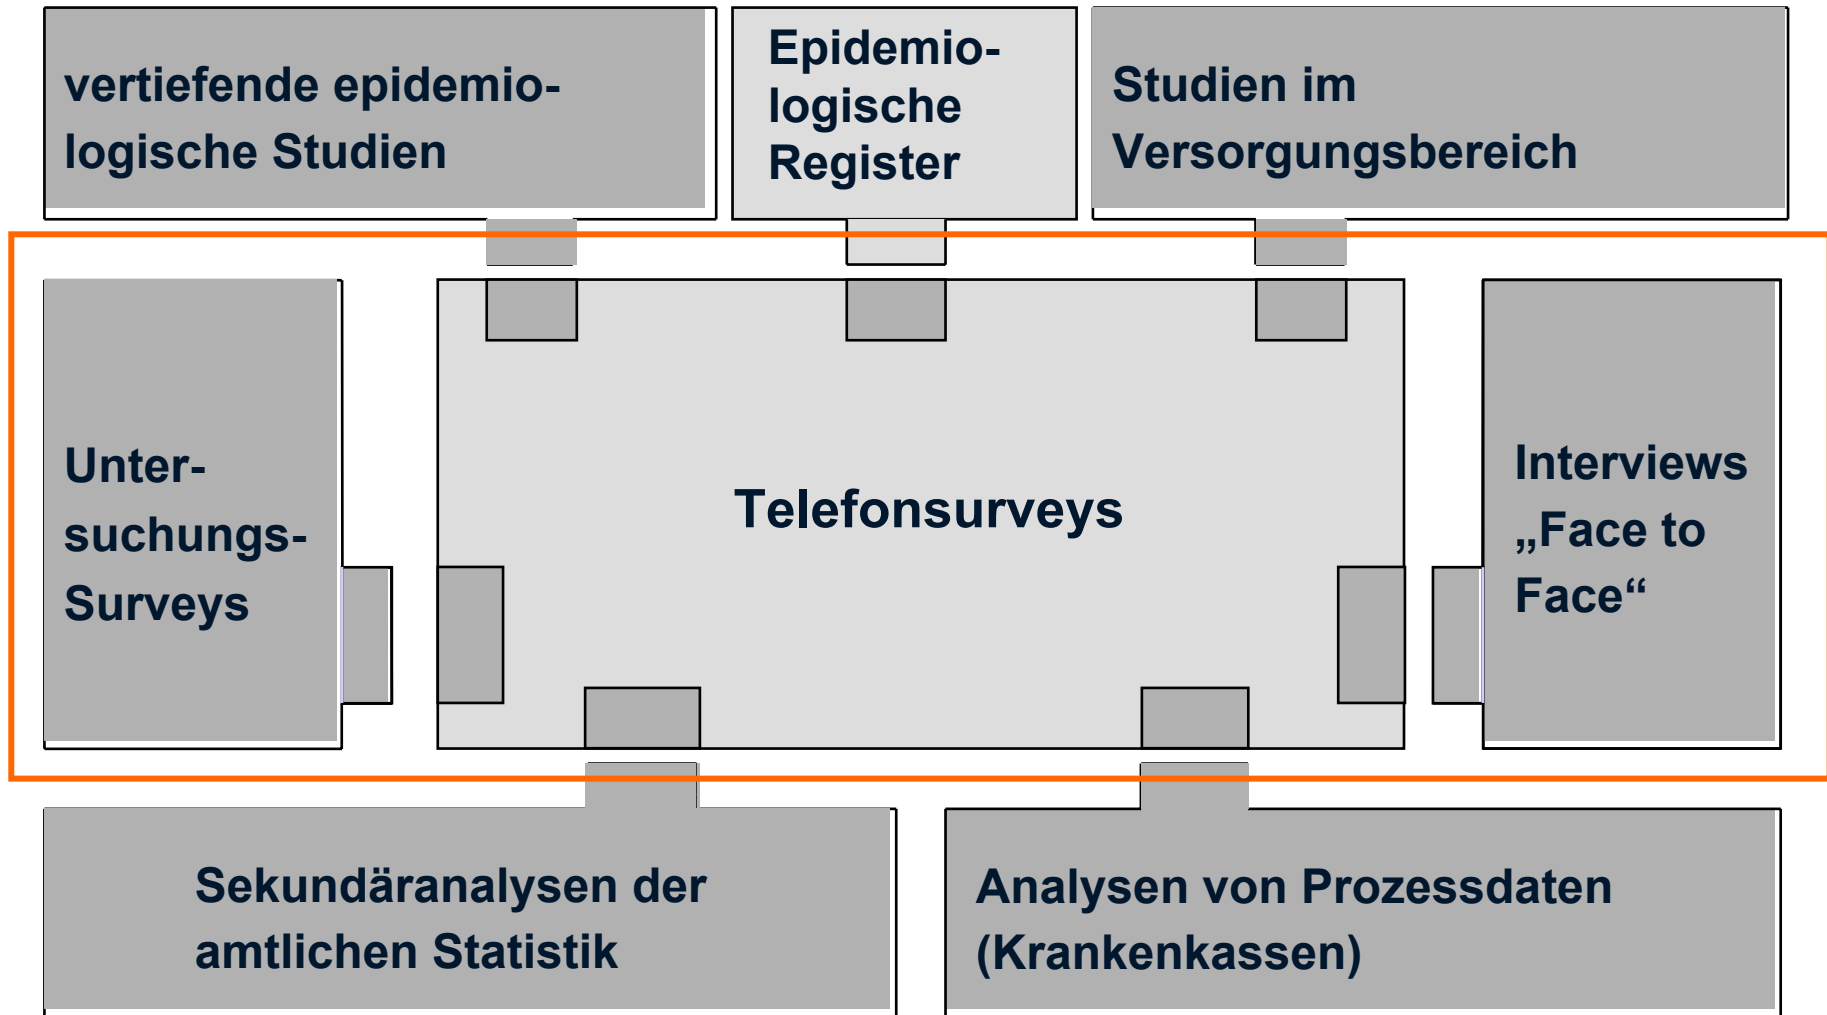 vertiefende epidemio-
logische Studien
Epidemio-
logische
Register
Studien im
Versorgungsbereich
Unter-
suchungs-
Surveys
Telefonsurveys
Interviews
„Face to
Face“
Sekundäranalysen der
amtlichen Statistik
Analysen von Prozessdaten
(Krankenkassen)